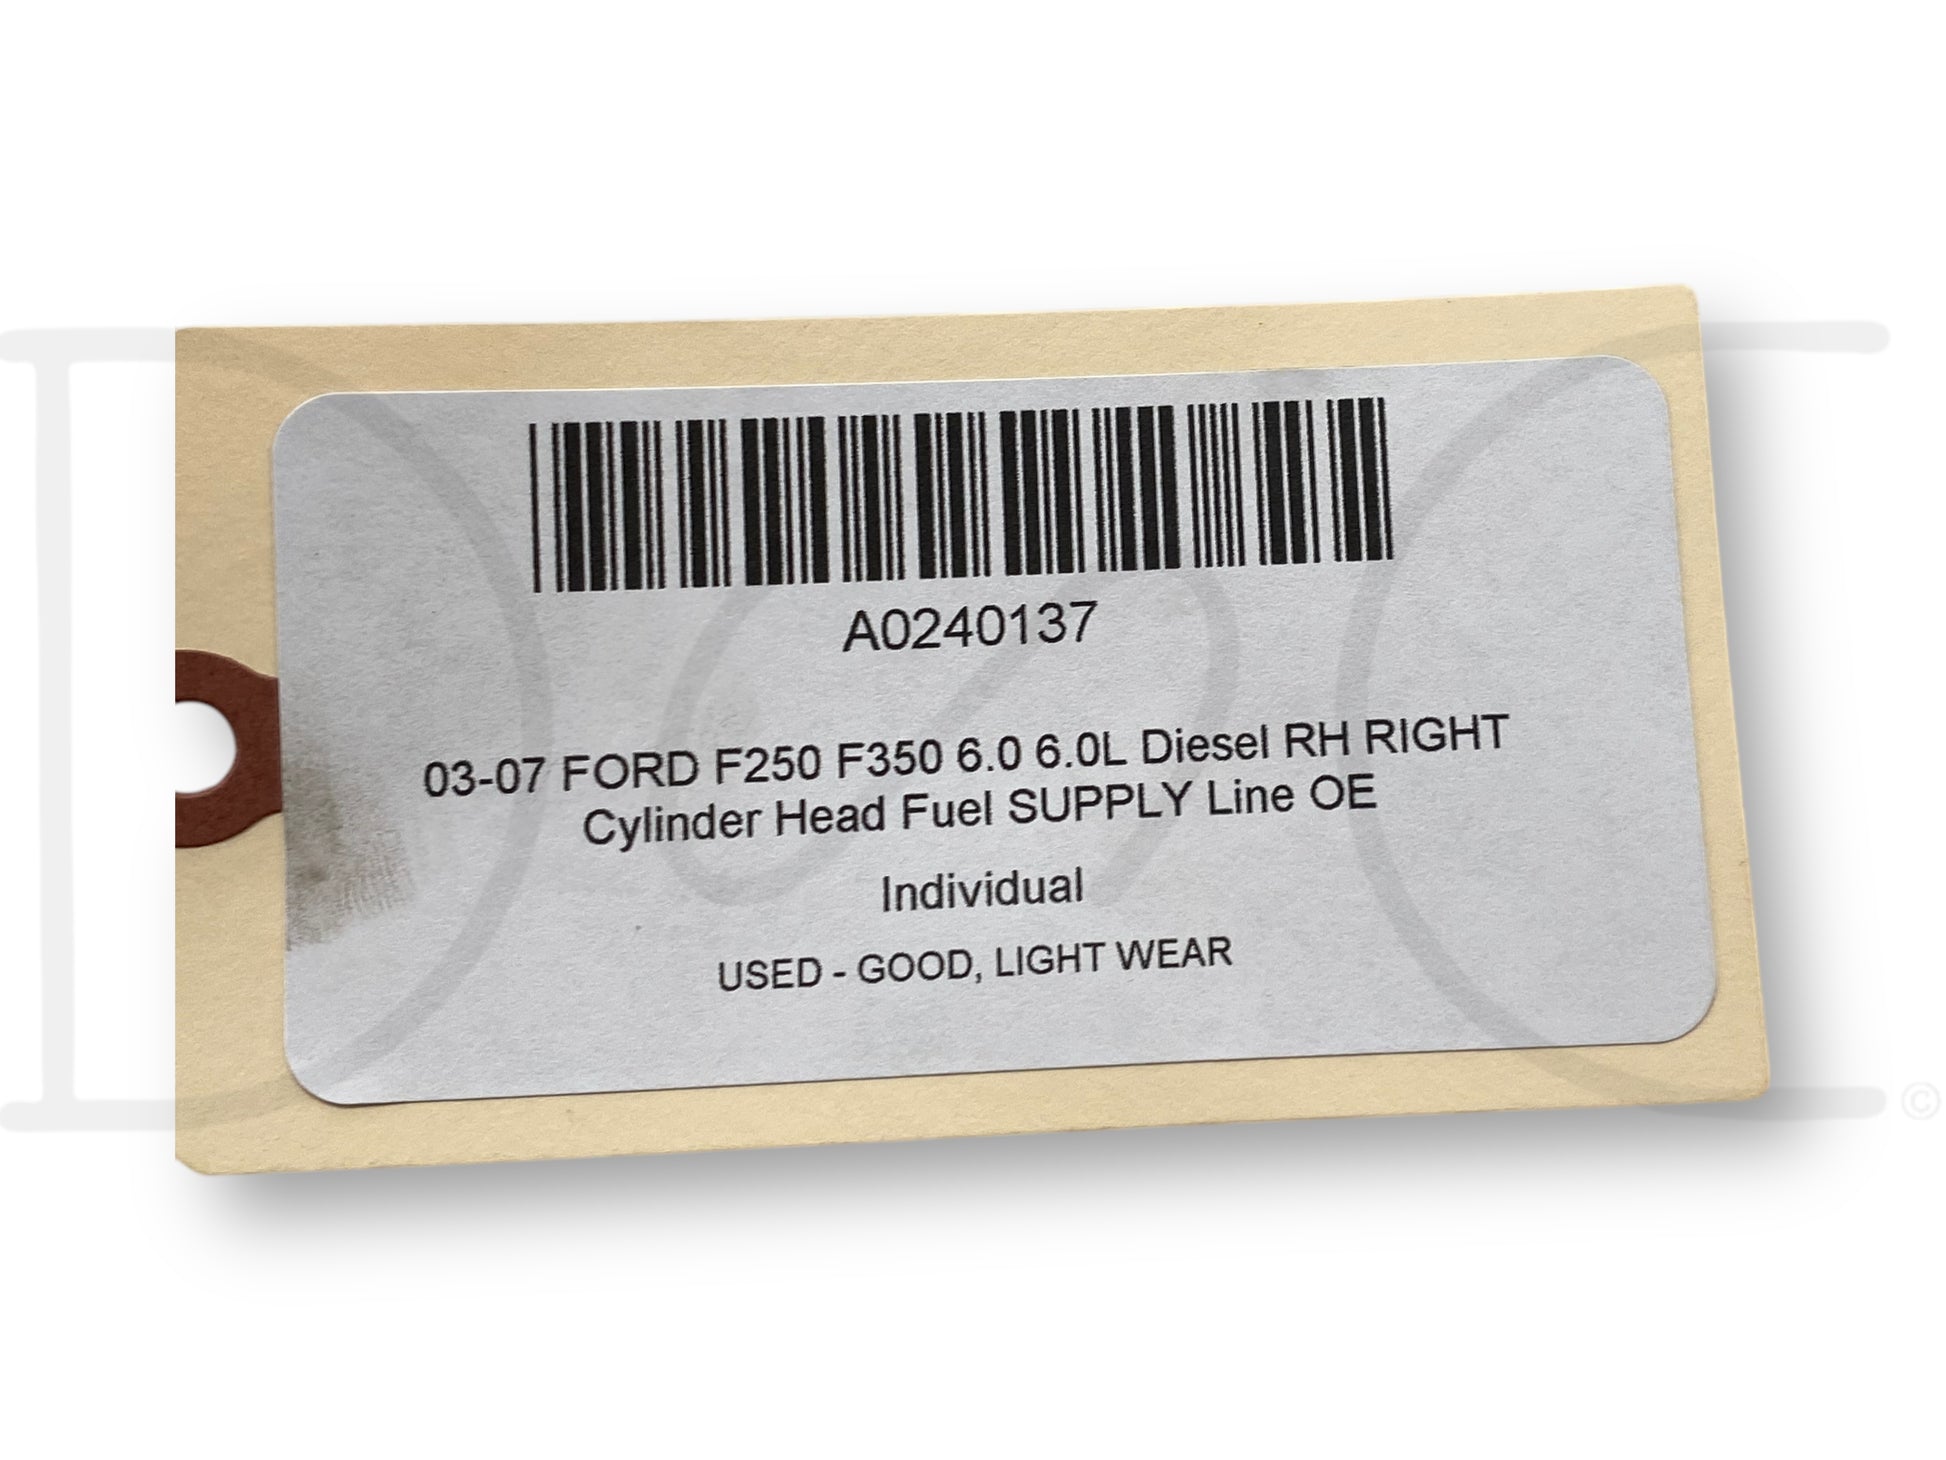 A0240137
03-07 FORD F250 F350 6.0 6.0L Diesel RH RIGHT
Cylinder Head Fuel SUPPLY Line OE
Individual
USED - GOOD, LIGHT WEAR
©